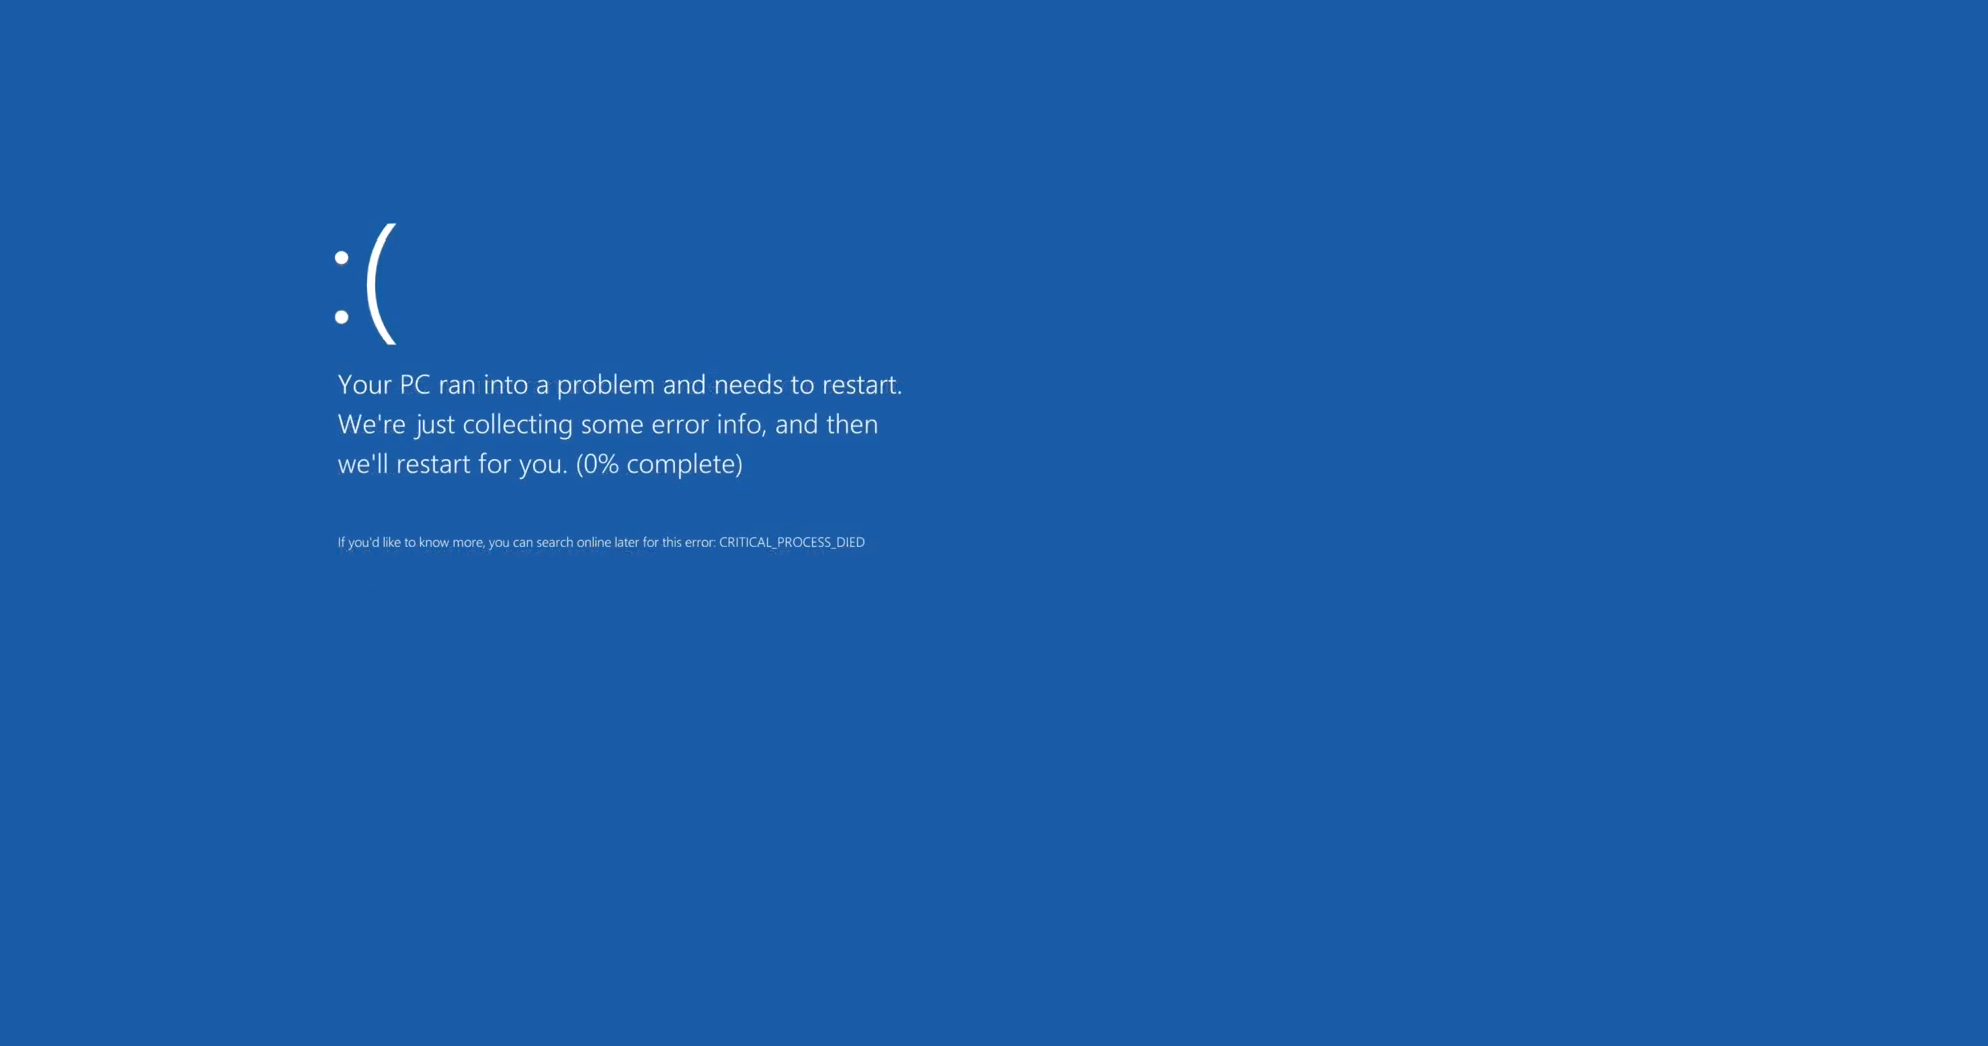 :(
Your PC ran into a problem and needs to restart.
We're just collecting some error info, and then
we'll restart for you. (0% complete)
If you'd like to know more, you can search online later for this error: CRITICAL_PROCESS_DIED